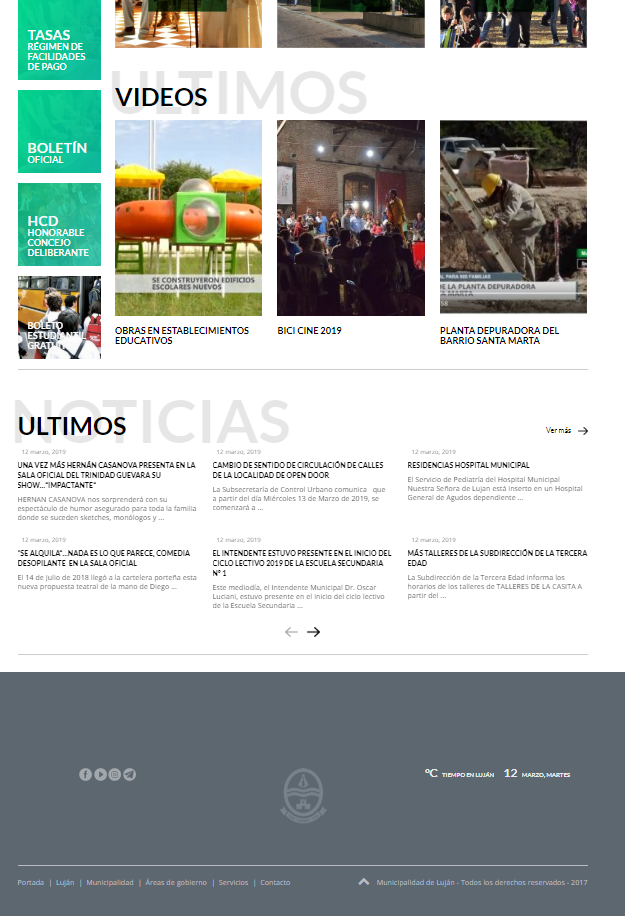 TASAS
RÉGIMEN DE
FACILIDADES
DE PAGO
BOLETÍN
OFICIAL
HCD
HONORABLE
CONCEJO
DELIBERANTE
BOLETO
ESTUDIANTIL
GRATUITO
ULTIMOS
VIDEOS
SE CONSTRUYERON EDIFICIOS
ESCOLARES NUEVOS
AL PARA 900 FAMILIAS
DE LA PLANTA DEPURADORA
A MARTA
OBRAS EN ESTABLECIMIENTOS
EDUCATIVOS
BICI CINE 2019
PLANTA DEPURADORA DEL
BARRIO SANTA MARTA
NOTICIAS
ULTIMOS
Ver más
12 marzo, 2019
UNA VEZ MÁS HERNÁN CASANOVA PRESENTA EN LA
SALA OFICIAL DEL TRINIDAD GUEVARA SU
SHOW..."IMPACTANTE"
HERNAN CASANOVA nos sorprenderá con su
espectáculo de humor asegurado para toda la familia
donde se suceden sketches, monólogos y ...
12 marzo, 2019
CAMBIO DE SENTIDO DE CIRCULACIÓN DE CALLES
DE LA LOCALIDAD DE OPEN DOOR
La Subsecretaría de Control Urbano comunica que
a partir del día Miércoles 13 de Marzo de 2019, se
comenzará a ...
12 marzo, 2019
RESIDENCIAS HOSPITAL MUNICIPAL
El Servicio de Pediatría del Hospital Municipal
Nuestra Señora de Lujan está inserto en un Hospital
General de Agudos dependiente ...
12 marzo, 2019
"SE ALQUILA"...NADA ES LO QUE PARECE, COMEDIA
DESOPILANTE EN LA SALA OFICIAL
El 14 de julio de 2018 llegó a la cartelera porteña esta
nueva propuesta teatral de la mano de Diego ...
12 marzo, 2019
EL INTENDENTE ESTUVO PRESENTE EN EL INICIO DEL
CICLO LECTIVO 2019 DE LA ESCUELA SECUNDARIA
Nº 1
Este mediodía, el Intendente Municipal Dr. Oscar
Luciani, estuvo presente en el inicio del ciclo lectivo
de la Escuela Secundaria ...
12 marzo, 2019
MÁS TALLERES DE LA SUBDIRECCIÓN DE LA TERCERA
EDAD
La Subdirección de la Tercera Edad informa los
horarios de los talleres de TALLERES DE LA CASITA A
partir del ...
ºC TIEMPO EN LUJÁN 12 MARZO, MARTES
Portada | Luján | Municipalidad | Áreas de gobierno | Servicios | Contacto
Municipalidad de Luján - Todos los derechos reservados - 2017